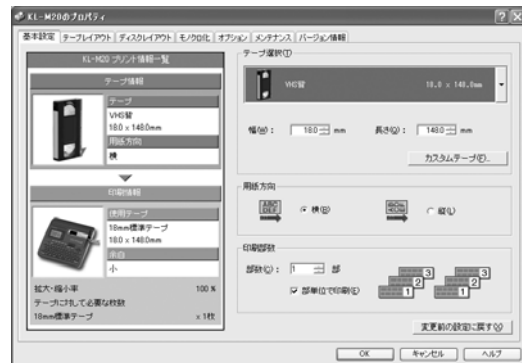 KL-M20のプロパティ
基本設定 テープレイアウト ディスクレイアウト モノクロ化 オプション メンテナンス バージョン情報
KL-M20 プリント情報一覧
テープ情報
テープ
VHS背
18.0 x 148.0mm
用紙方向
横
印刷情報
使用テープ
18mm標準テープ
18.0 x 148.0mm
余白
小
拡大・縮小率 100 %
テープに対して必要な枚数
18mm標準テープ x 1枚
テープ選択(T)
VHS背 18.0 x 148.0mm
幅(W): 18.0 mm 長さ(Q): 148.0 mm
カスタムテープ(F)...
用紙方向
ABC
DEF
横(B)
縦(L)
印刷部数
部数(C): 1 部
部単位で印刷(E)
3
2
1
3
2
1
変更前の設定に戻す(X)
OK キャンセル ヘルプ